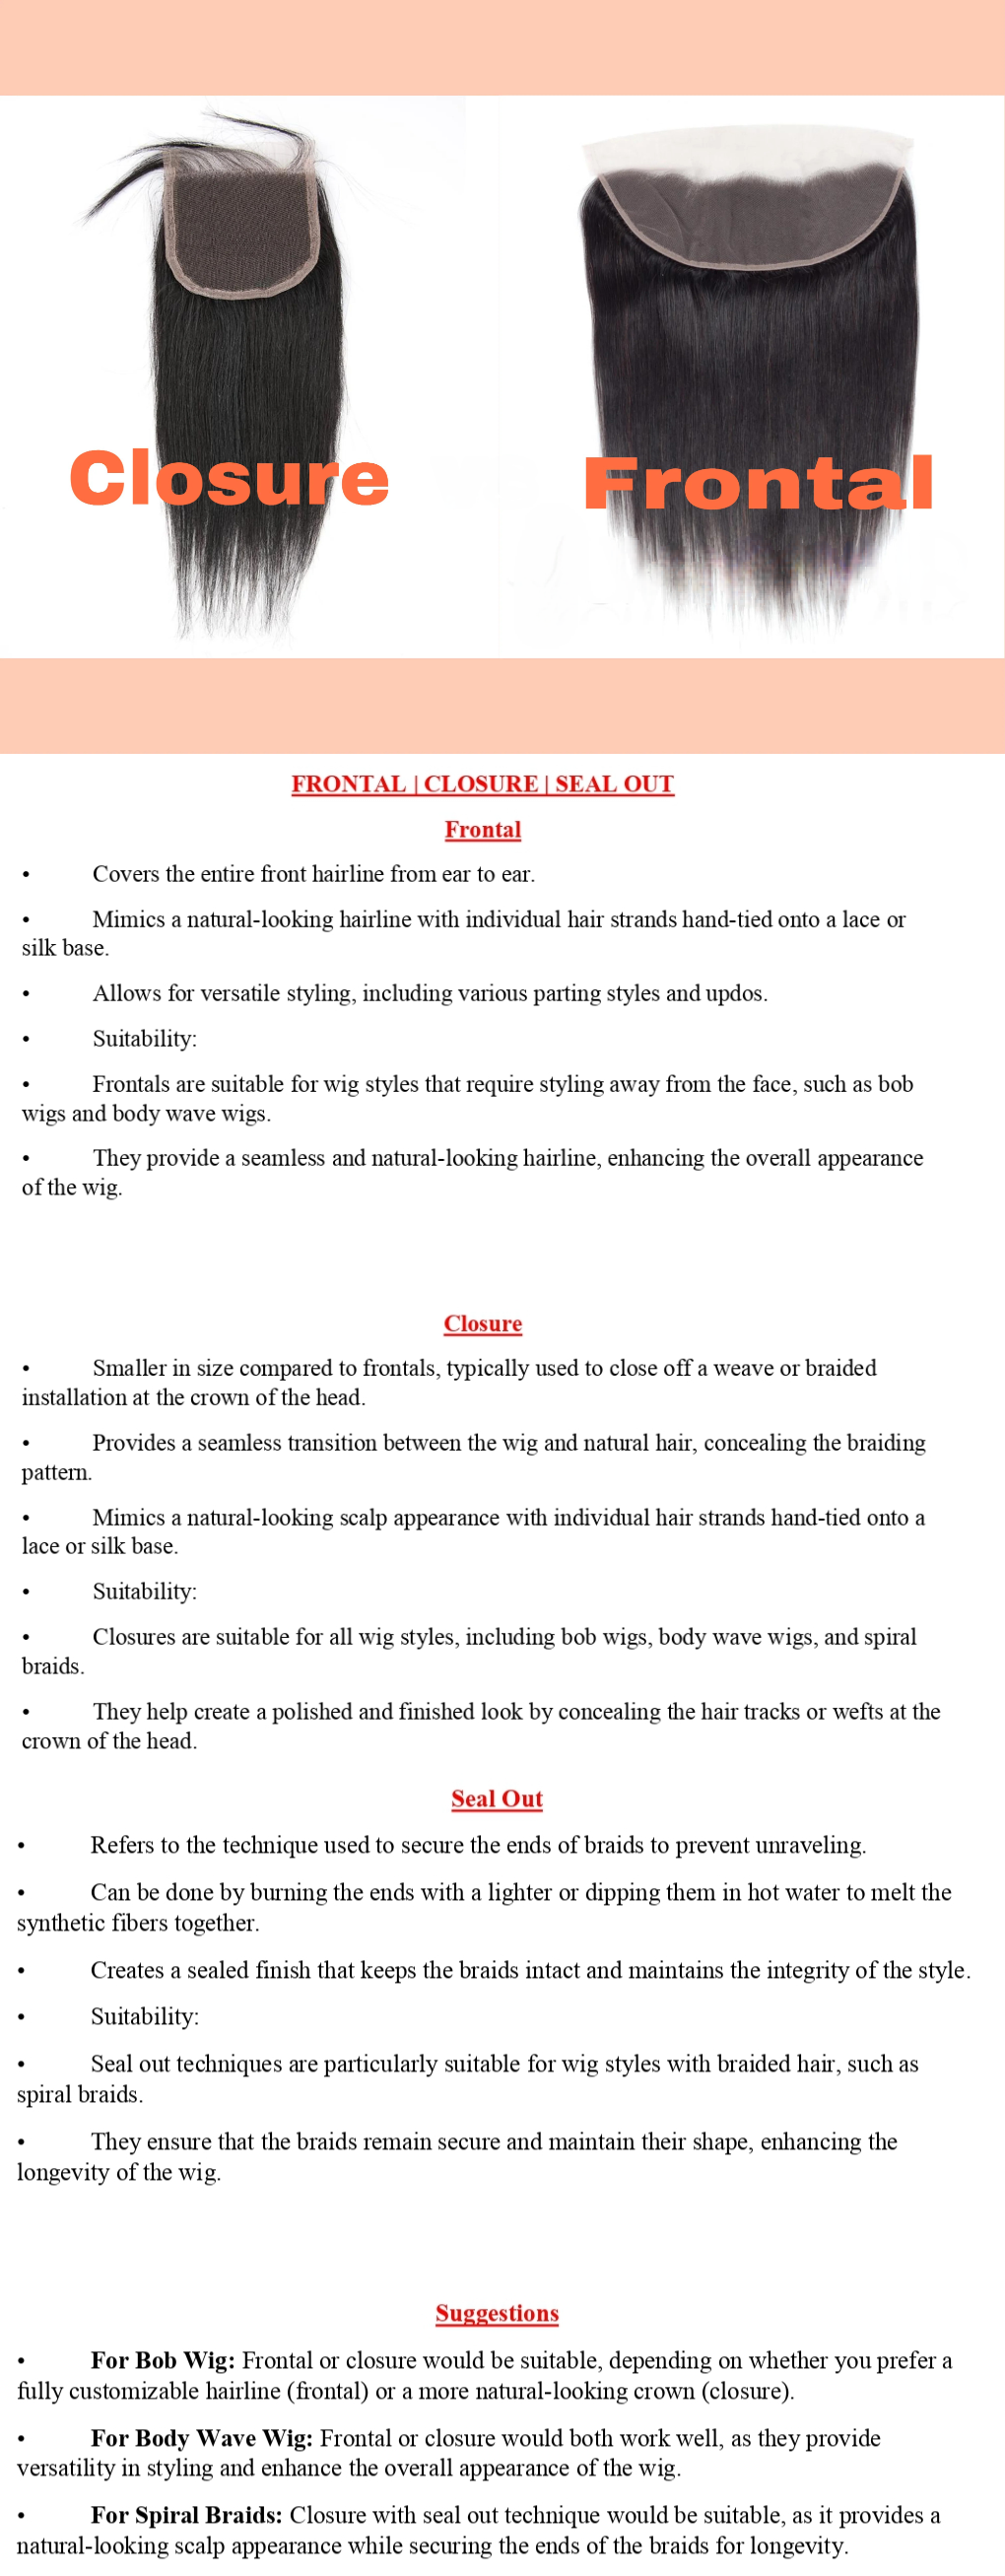 Closure
Frontal
FRONTAL | CLOSURE | SEAL OUT
Frontal
• Covers the entire front hairline from ear to ear.
• Mimics a natural-looking hairline with individual hair strands hand-tied onto a lace or
silk base.
• Allows for versatile styling, including various parting styles and updos.
• Suitability:
• Frontals are suitable for wig styles that require styling away from the face, such as bob
wigs and body wave wigs.
• They provide a seamless and natural-looking hairline, enhancing the overall appearance
of the wig.
Closure
• Smaller in size compared to frontals, typically used to close off a weave or braided
installation at the crown of the head.
• Provides a seamless transition between the wig and natural hair, concealing the braiding
pattern.
• Mimics a natural-looking scalp appearance with individual hair strands hand-tied onto a
lace or silk base.
• Suitability:
• Closures are suitable for all wig styles, including bob wigs, body wave wigs, and spiral
braids.
• They help create a polished and finished look by concealing the hair tracks or wefts at the
crown of the head.
Seal Out
• Refers to the technique used to secure the ends of braids to prevent unraveling.
• Can be done by burning the ends with a lighter or dipping them in hot water to melt the
synthetic fibers together.
• Creates a sealed finish that keeps the braids intact and maintains the integrity of the style.
• Suitability:
• Seal out techniques are particularly suitable for wig styles with braided hair, such as
spiral braids.
• They ensure that the braids remain secure and maintain their shape, enhancing the
longevity of the wig.
Suggestions
• For Bob Wig: Frontal or closure would be suitable, depending on whether you prefer a
fully customizable hairline (frontal) or a more natural-looking crown (closure).
• For Body Wave Wig: Frontal or closure would both work well, as they provide
versatility in styling and enhance the overall appearance of the wig.
• For Spiral Braids: Closure with seal out technique would be suitable, as it provides a
natural-looking scalp appearance while securing the ends of the braids for longevity.